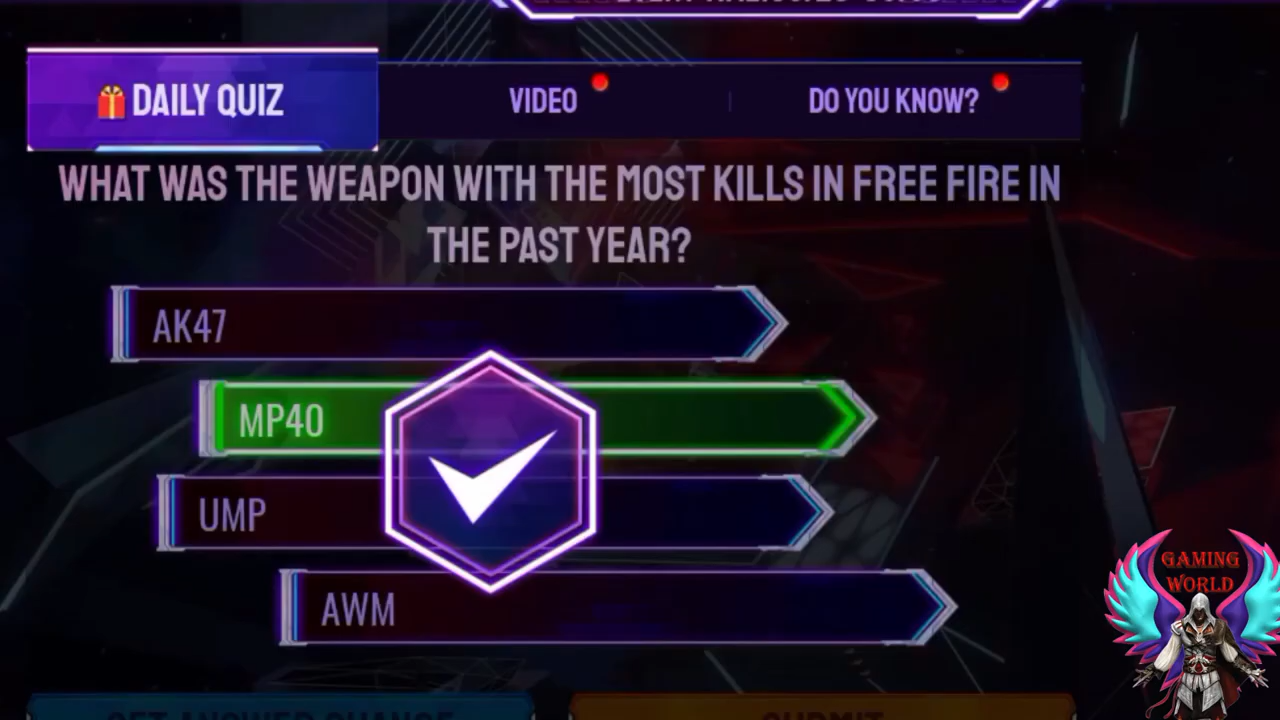 DAILY QUIZ
VIDEO
DO YOU KNOW?
WHAT WAS THE WEAPON WITH THE MOST KILLS IN FREE FIRE IN
THE PAST YEAR?
AK47
MP40
UMP
AWM
GAMING
WORLD
SUBMIT